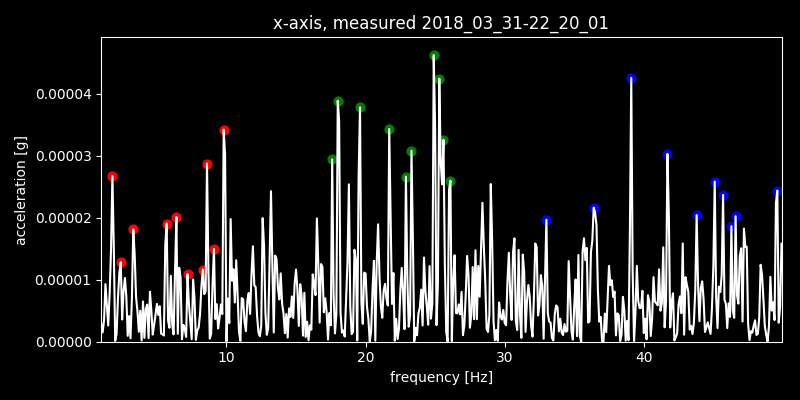 x-axis, measured 2018_03_31-22_20_01
acceleration [g]
0.00004
0.00003
0.00002
0.00001
0.00000
10 20 30 40
frequency [Hz]